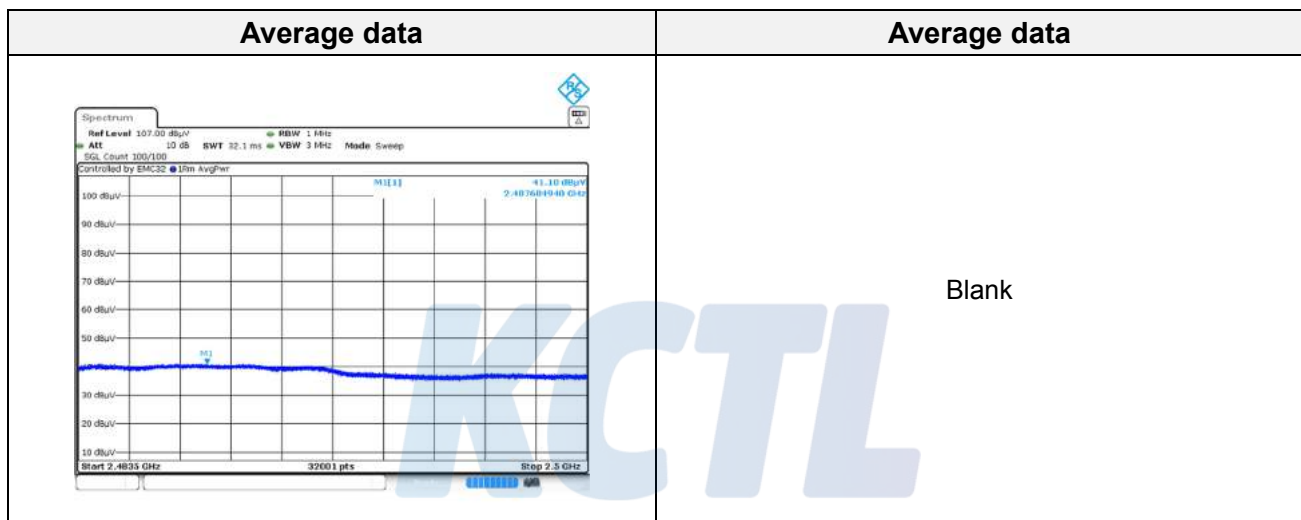 Average data Average data
R&S
Spectrum
Ref Level 107.00 dBµV RBW 1 MHz
Att 10 dB SWT 32.1 ms VBW 3 MHz Mode Sweep
SGL Count 100/100
Controlled by EMC32 1Rm AvgPwr
M1[1] 41.10 dBµV
2.487604940 GHz
100 dBµV
90 dBµV
80 dBµV
70 dBµV
Blank
60 dBµV
50 dBµV
M1
30 dBµV
20 dBµV
10 dBµV
Start 2.4835 GHz 32001 pts Stop 2.5 GHz
KCTL